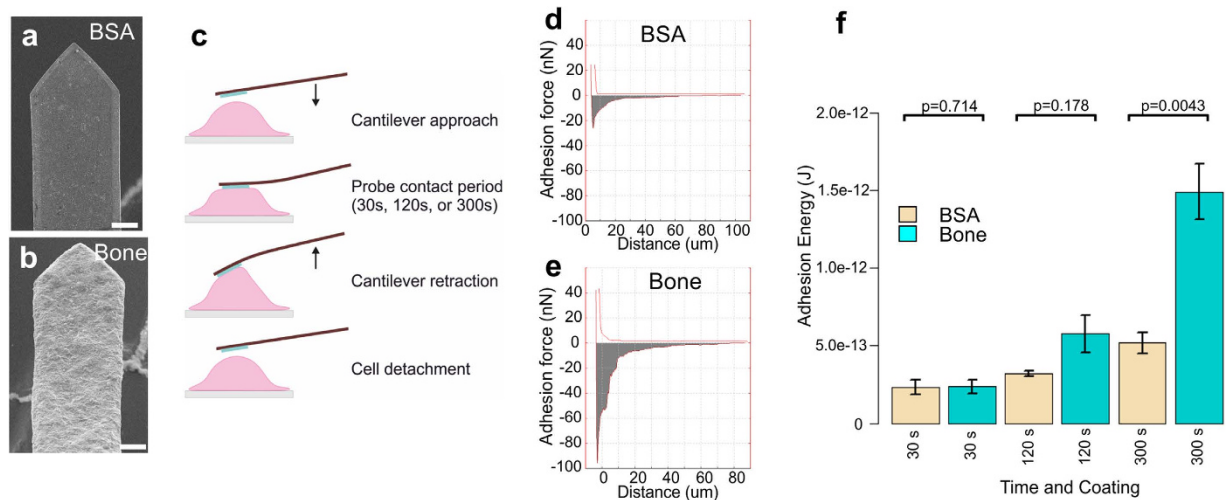 a
BSA
b
Bone
c
Cantilever approach
Probe contact period
(30s, 120s, or 300s)
Cantilever retraction
Cell detachment
d
BSA
Adhesion force (nN)
40
20
0
-20
-40
-60
-80
-100
0 20 40 60 80 100
Distance (um)
e
Bone
Adhesion force (nN)
40
20
0
-20
-40
-60
-80
-100
0 20 40 60 80
Distance (um)
f
p=0.714 p=0.178 p=0.0043
Adhesion Energy (J)
2.0e-12
1.5e-12
1.0e-12
5.0e-13
0
BSA
Bone
30 s 30 s 120 s 120 s 300 s 300 s
Time and Coating